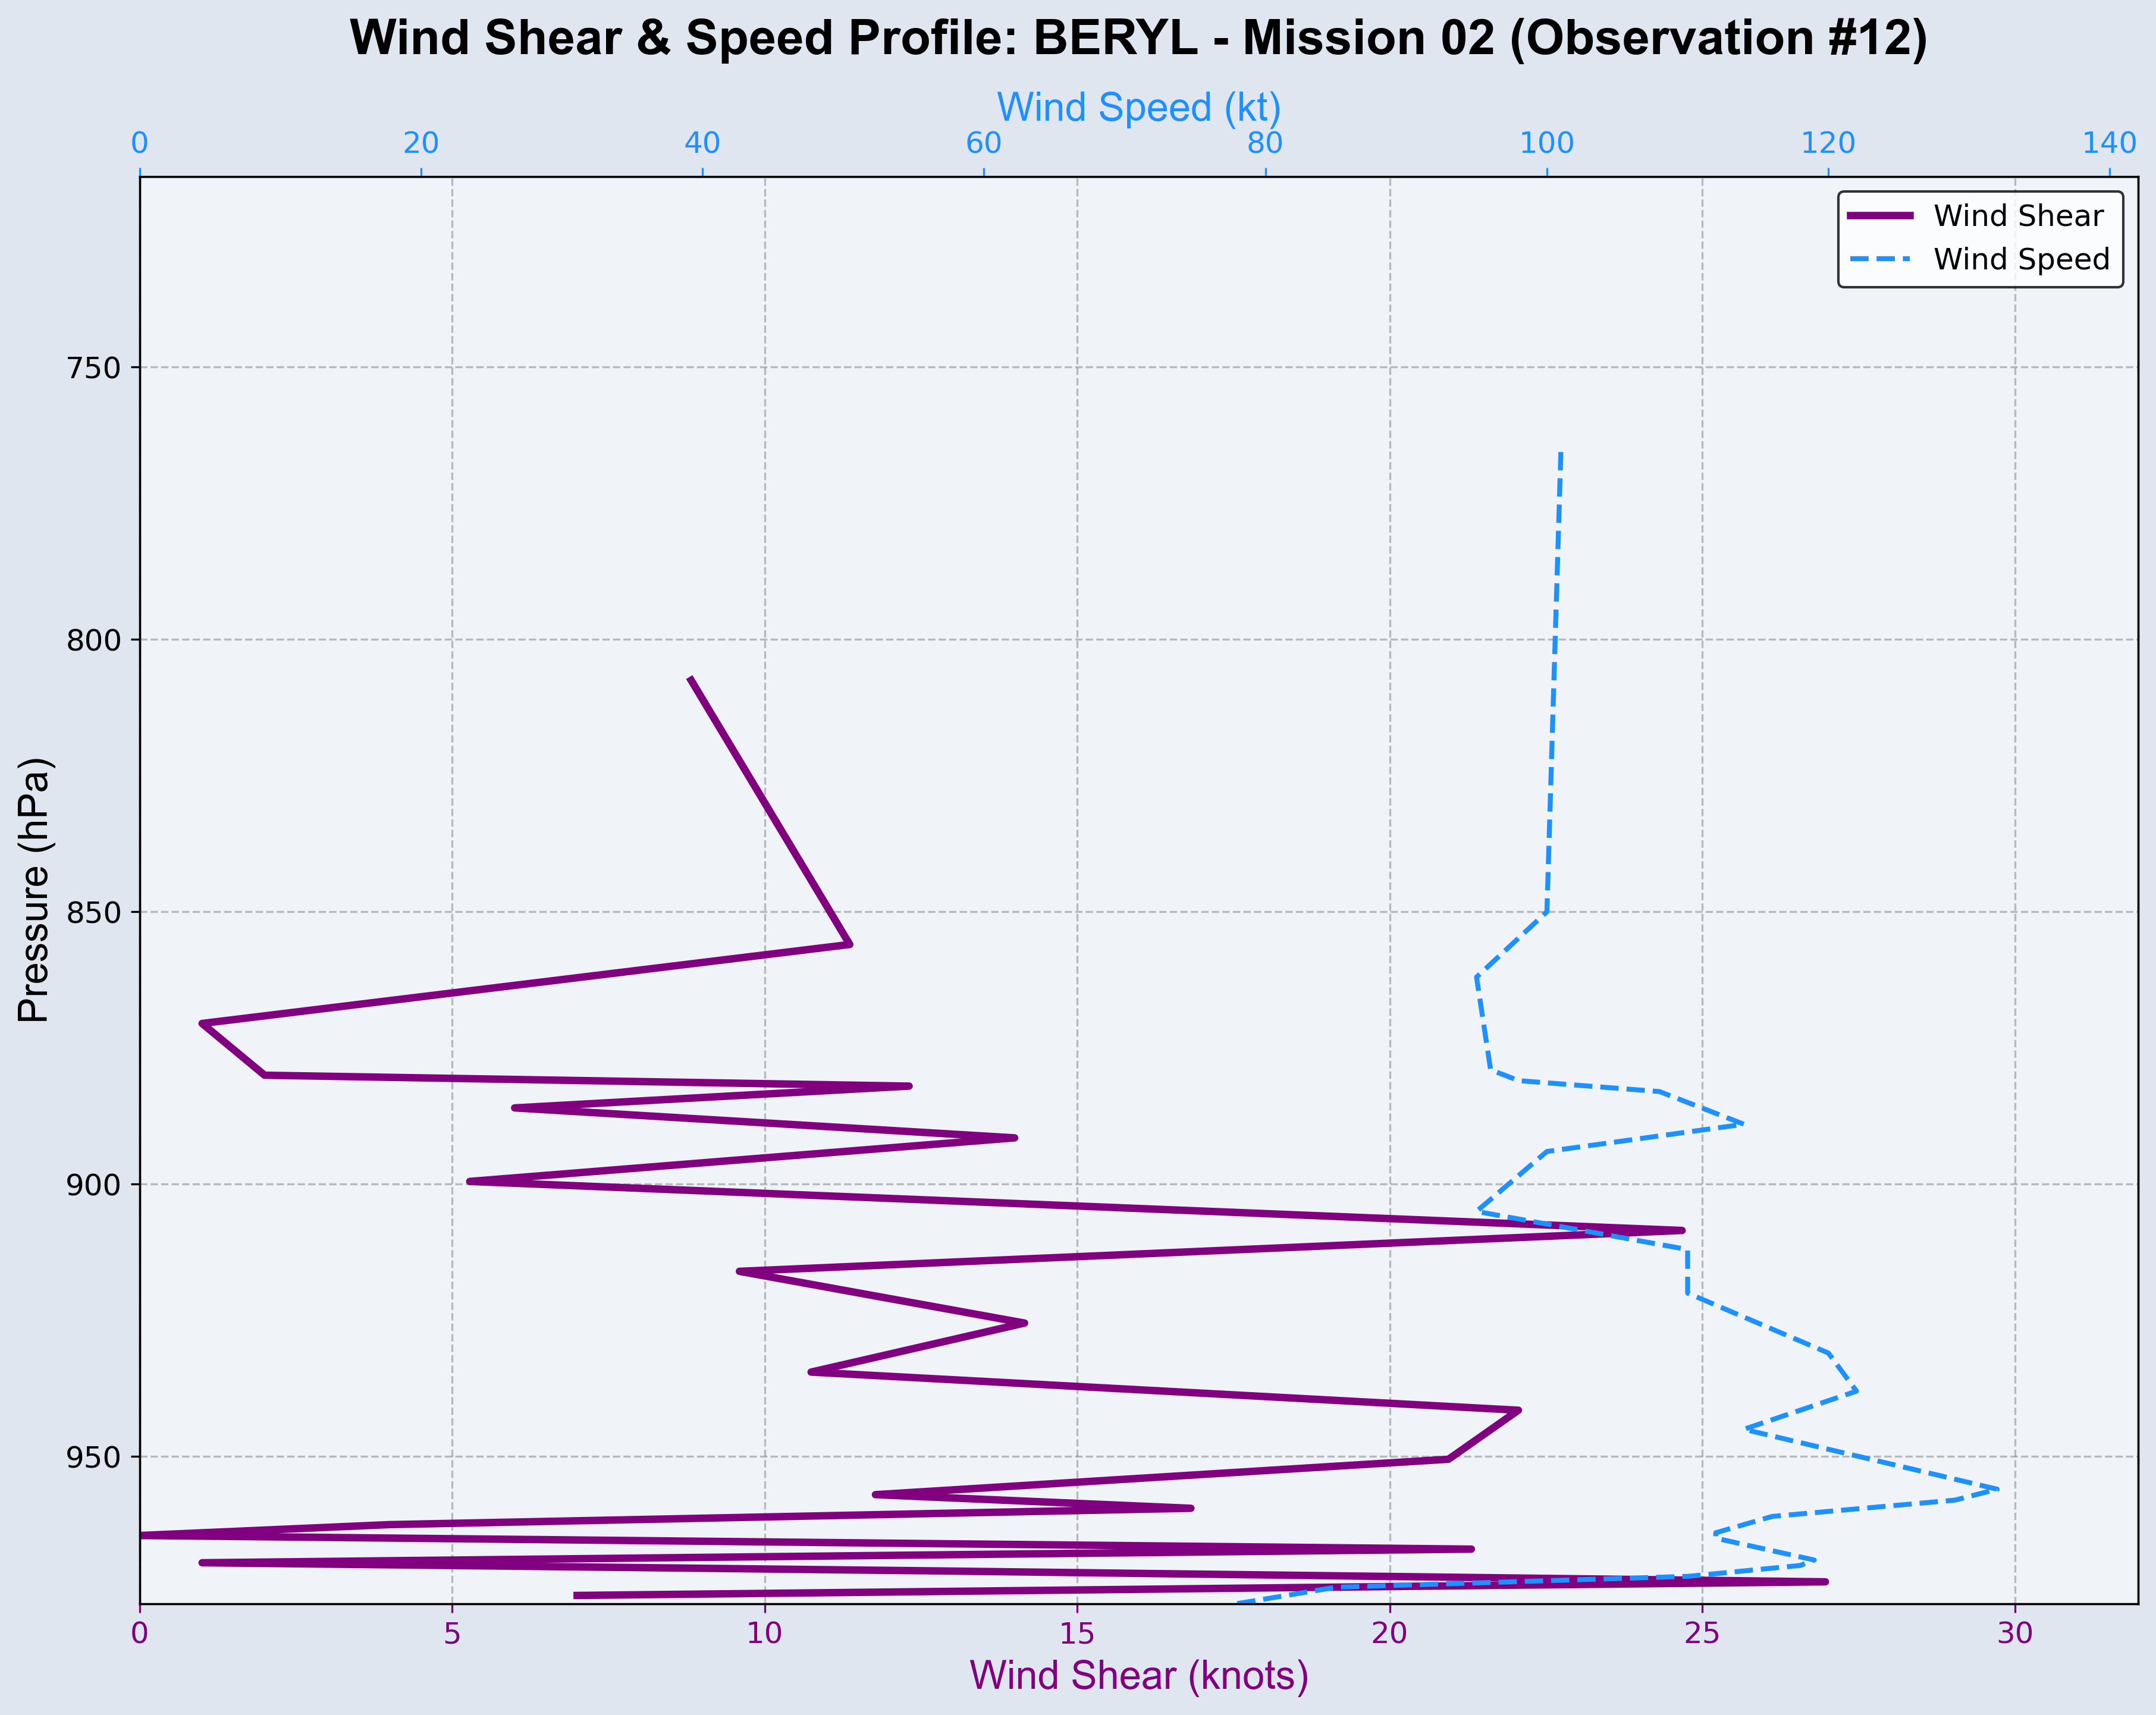 Wind Shear & Speed Profile: BERYL - Mission 02 (Observation #12)
Wind Speed (kt)
0 20 40 60 80 100 120 140
Wind Shear
Wind Speed
750
800
850
900
950
Pressure (hPa)
0 5 10 15 20 25 30
Wind Shear (knots)